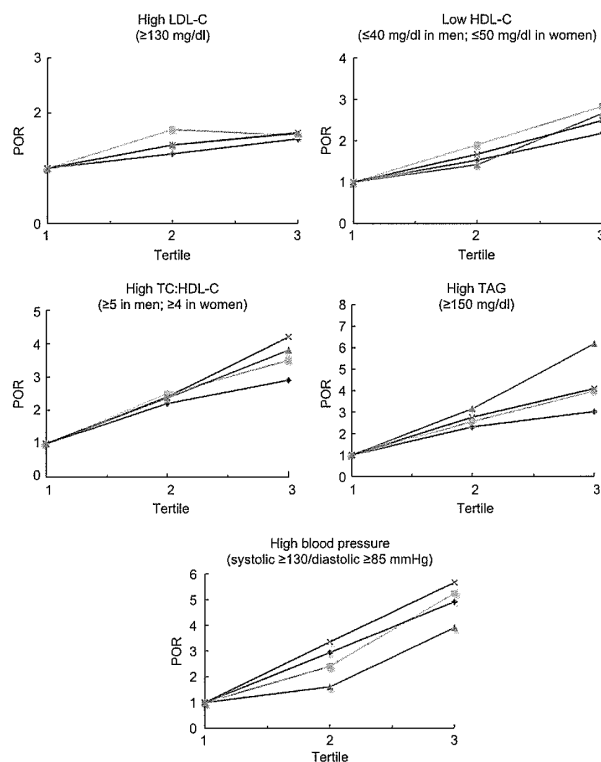 High LDL-C
(≥130 mg/dl)
3
2
1
0
POR
1 2 3
Tertile
Low HDL-C
(≤40 mg/dl in men; ≤50 mg/dl in women)
4
3
2
1
0
POR
1 2 3
Tertile
High TC:HDL-C
(≥5 in men; ≥4 in women)
5
4
3
2
1
0
POR
1 2 3
Tertile
High TAG
(≥150 mg/dl)
8
7
6
5
4
3
2
1
0
POR
1 2 3
Tertile
High blood pressure
(systolic ≥130/diastolic ≥85 mmHg)
6
5
4
3
2
1
0
POR
1 2 3
Tertile